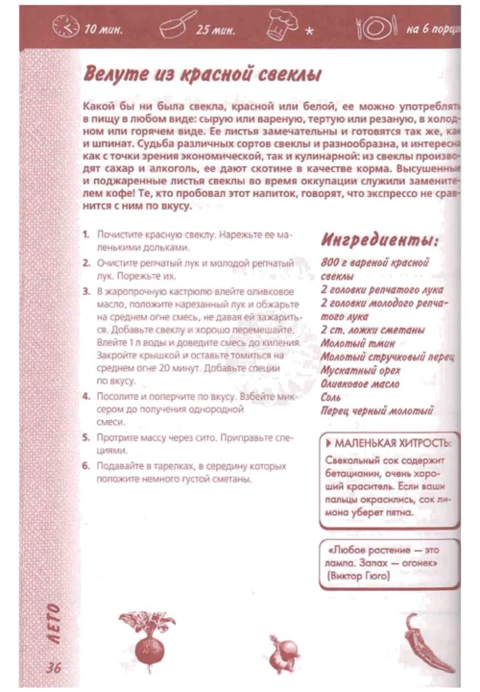 10 мин.
25 мин.
*
на 6 порци
Велуте из красной свеклы
Какой бы ни была свекла, красной или белой, ее можно употреблять
в пищу в любом виде: сырую или вареную, тертую или резаную, в холод-
ном или горячем виде. Ее листья замечательны и готовятся так же, как
и шпинат. Судьба различных сортов свеклы и разнообразна, и интересна
как с точки зрения экономической, так и кулинарной: из свеклы произво-
дят сахар и алкоголь, ее дают скотине в качестве корма. Высушенные
и поджаренные листья свеклы во время оккупации служили замените-
лем кофе! Те, кто пробовал этот напиток, говорят, что экспрессо не срав-
нится с ним по вкусу.
1. Почистите красную свеклу. Нарежьте ее ма-
ленькими дольками.
2. Очистите репчатый лук и молодой репчатый
лук. Порежьте их.
3. В жаропрочную кастрюлю влейте оливковое
масло, положите нарезанный лук и обжарьте
на среднем огне смесь, не давая ей зажарить-
ся. Добавьте свеклу и хорошо перемешайте.
Влейте 1 л воды и доведите смесь до кипения.
Закройте крышкой и оставьте томиться на
среднем огне 20 минут. Добавьте специи
по вкусу.
4. Посолите и поперчите по вкусу. Взбейте мик-
сером до получения однородной
смеси.
5. Протрите массу через сито. Приправьте спе-
циями.
6. Подавайте в тарелках, в середину которых
положите немного густой сметаны.
Ингредиенты:
800 г вареной красной
свеклы
2 головки репчатого лука
2 головки молодого репча-
того лука
2 ст. ложки сметаны
Молотый тмин
Молотый стручковый перец
Мускатный орех
Оливковое масло
Соль
Перец черный молотый
МАЛЕНЬКАЯ ХИТРОСТЬ:
Свекольный сок содержит
бетацианин, очень хоро-
ший краситель. Если ваши
пальцы окрасились, сок ли-
мона уберет пятна.
«Любое растение — это
лампа. Запах — огонек»
(Виктор Гюго)
ЛЕТО
36